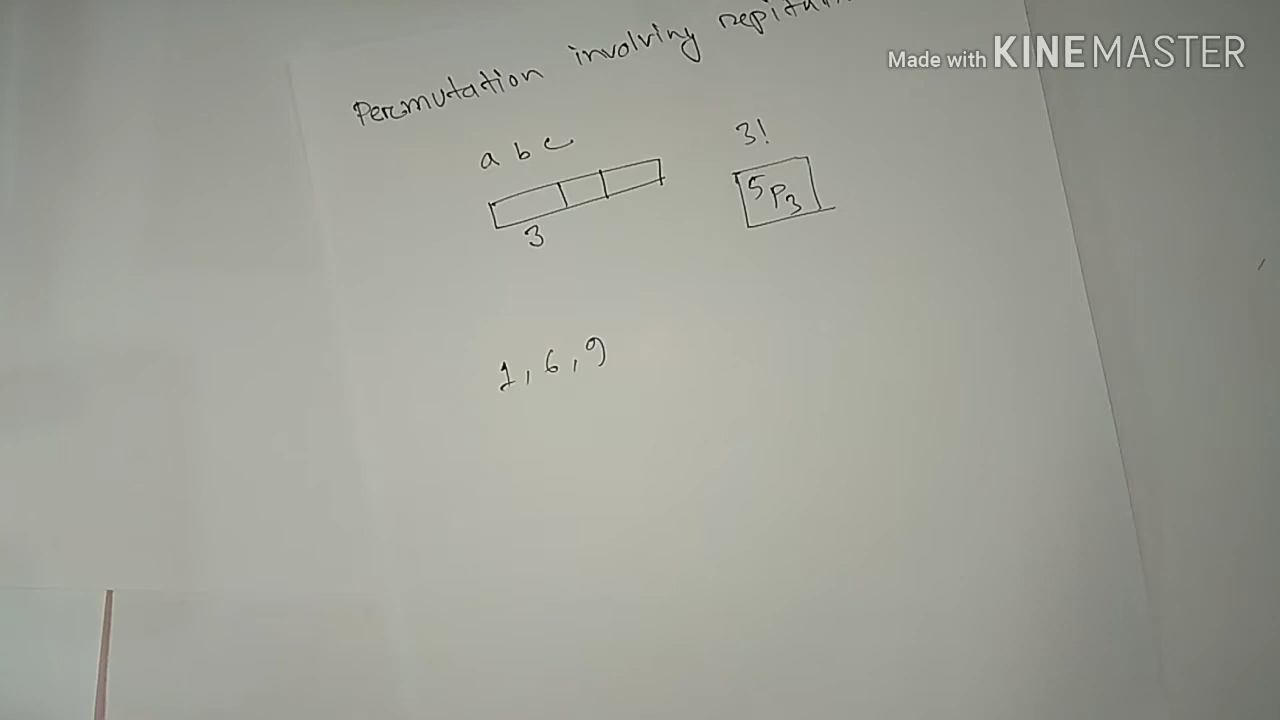 Made with KINEMASTER
Permutation involving
a b c
3!
5P3
3
1, 6, 9